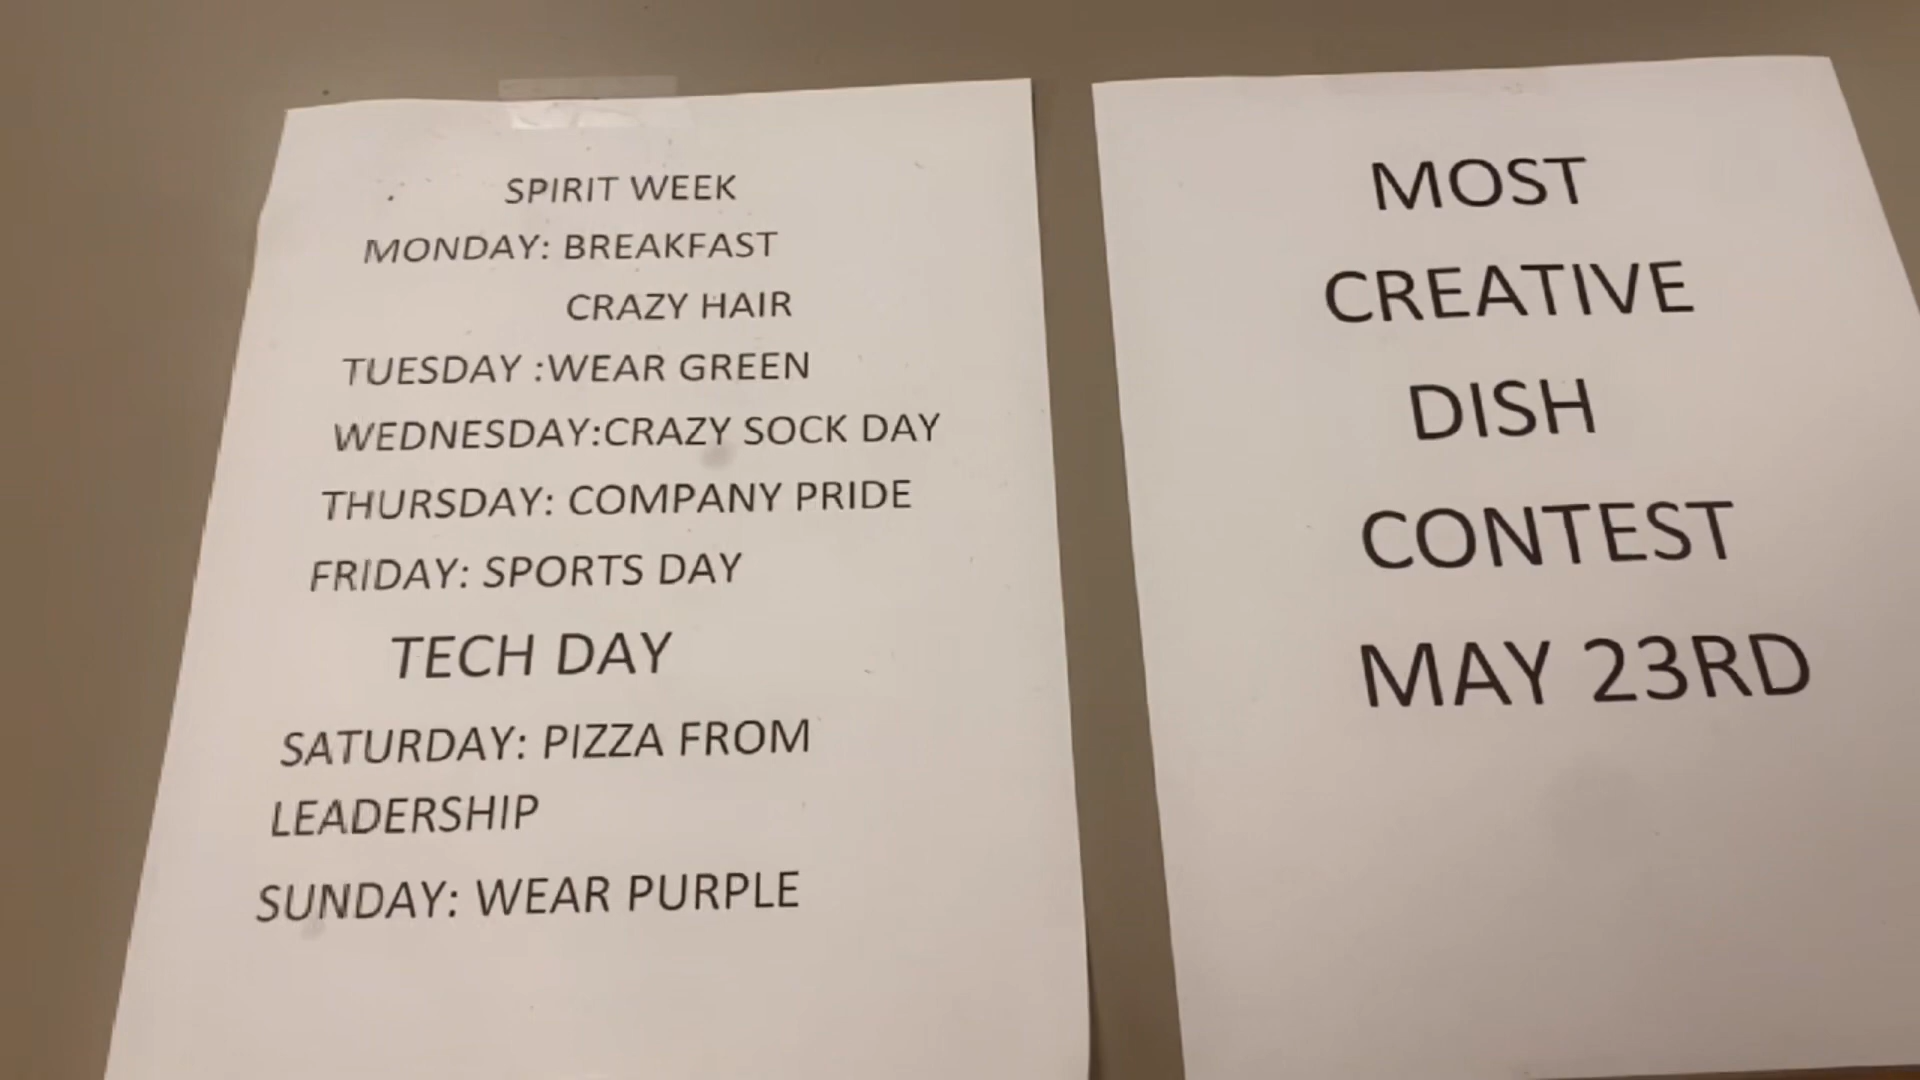 SPIRIT WEEK
MONDAY: BREAKFAST
CRAZY HAIR
TUESDAY :WEAR GREEN
WEDNESDAY:CRAZY SOCK DAY
THURSDAY: COMPANY PRIDE
FRIDAY: SPORTS DAY
TECH DAY
SATURDAY: PIZZA FROM
LEADERSHIP
SUNDAY: WEAR PURPLE
MOST
CREATIVE
DISH
CONTEST
MAY 23RD